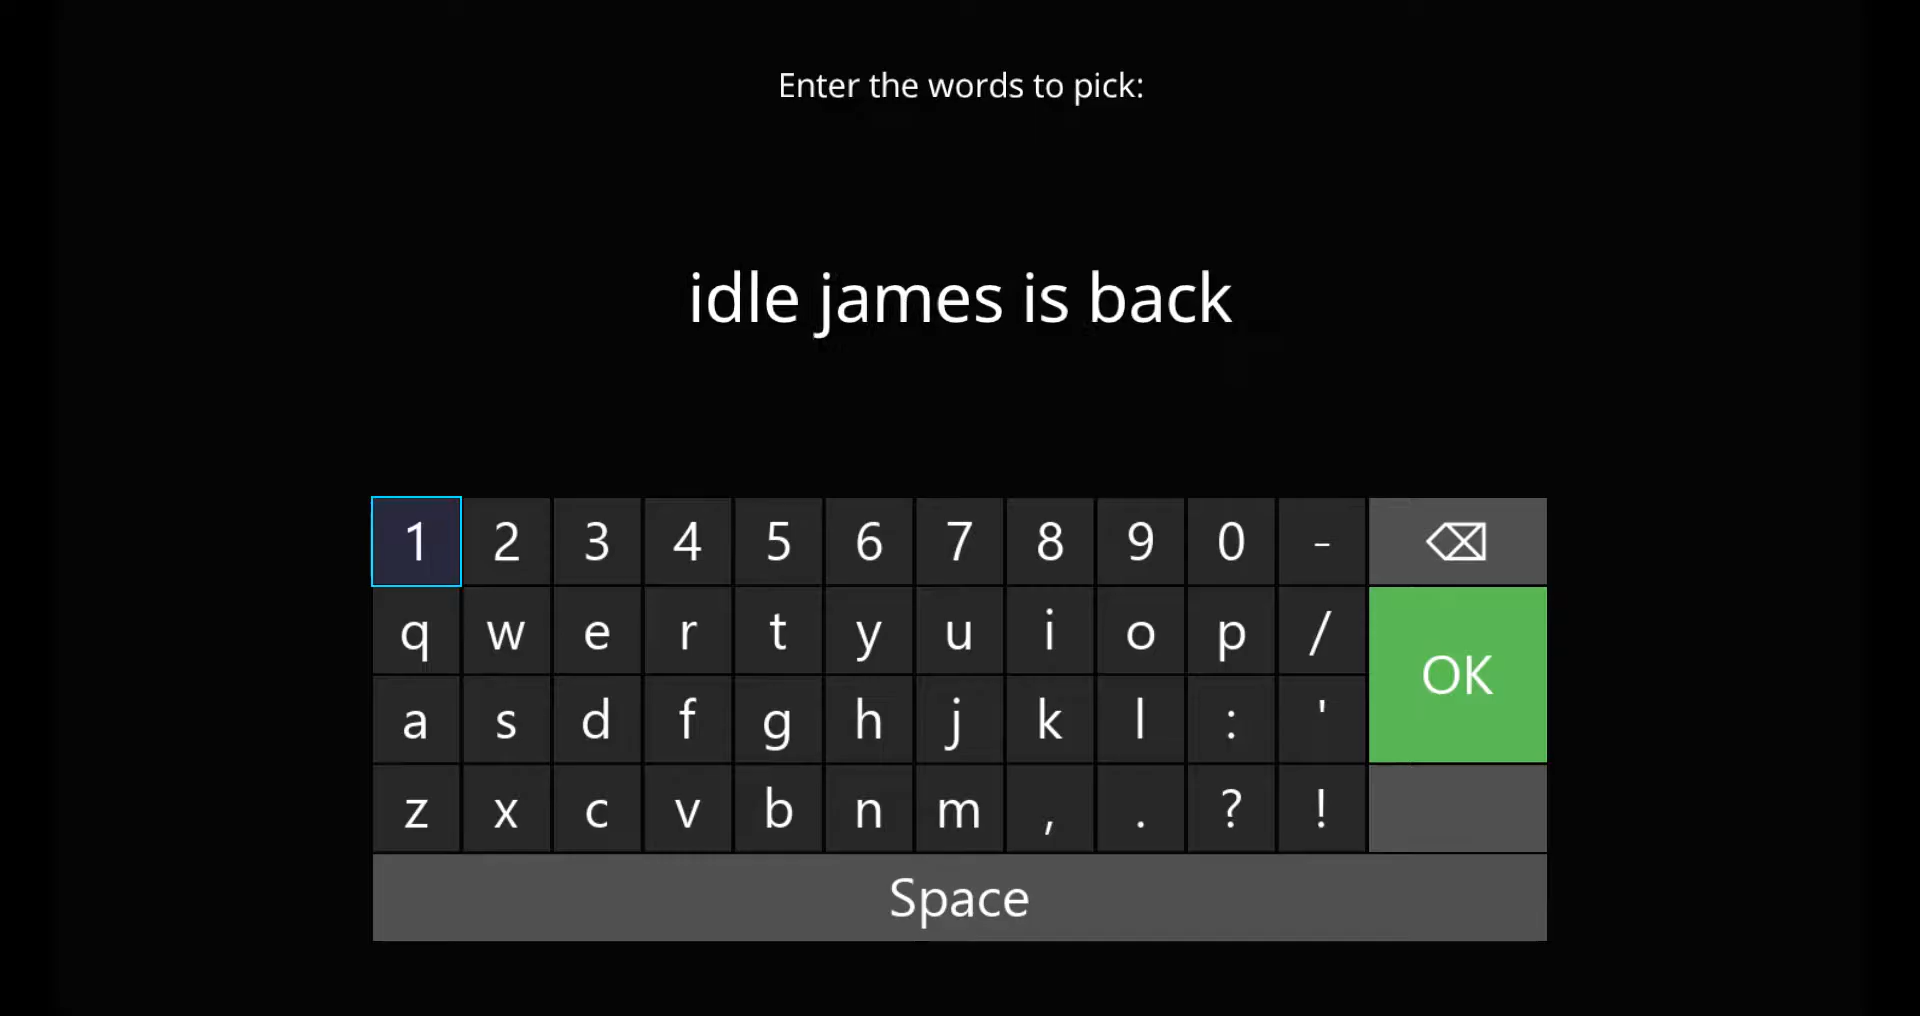 Enter the words to pick:
idle james is back
1 2 3 4 5 6 7 8 9 0 - ⌫
q w e r t y u i o p /
OK
a s d f g h j k l : '
z x c v b n m , . ? !
Space